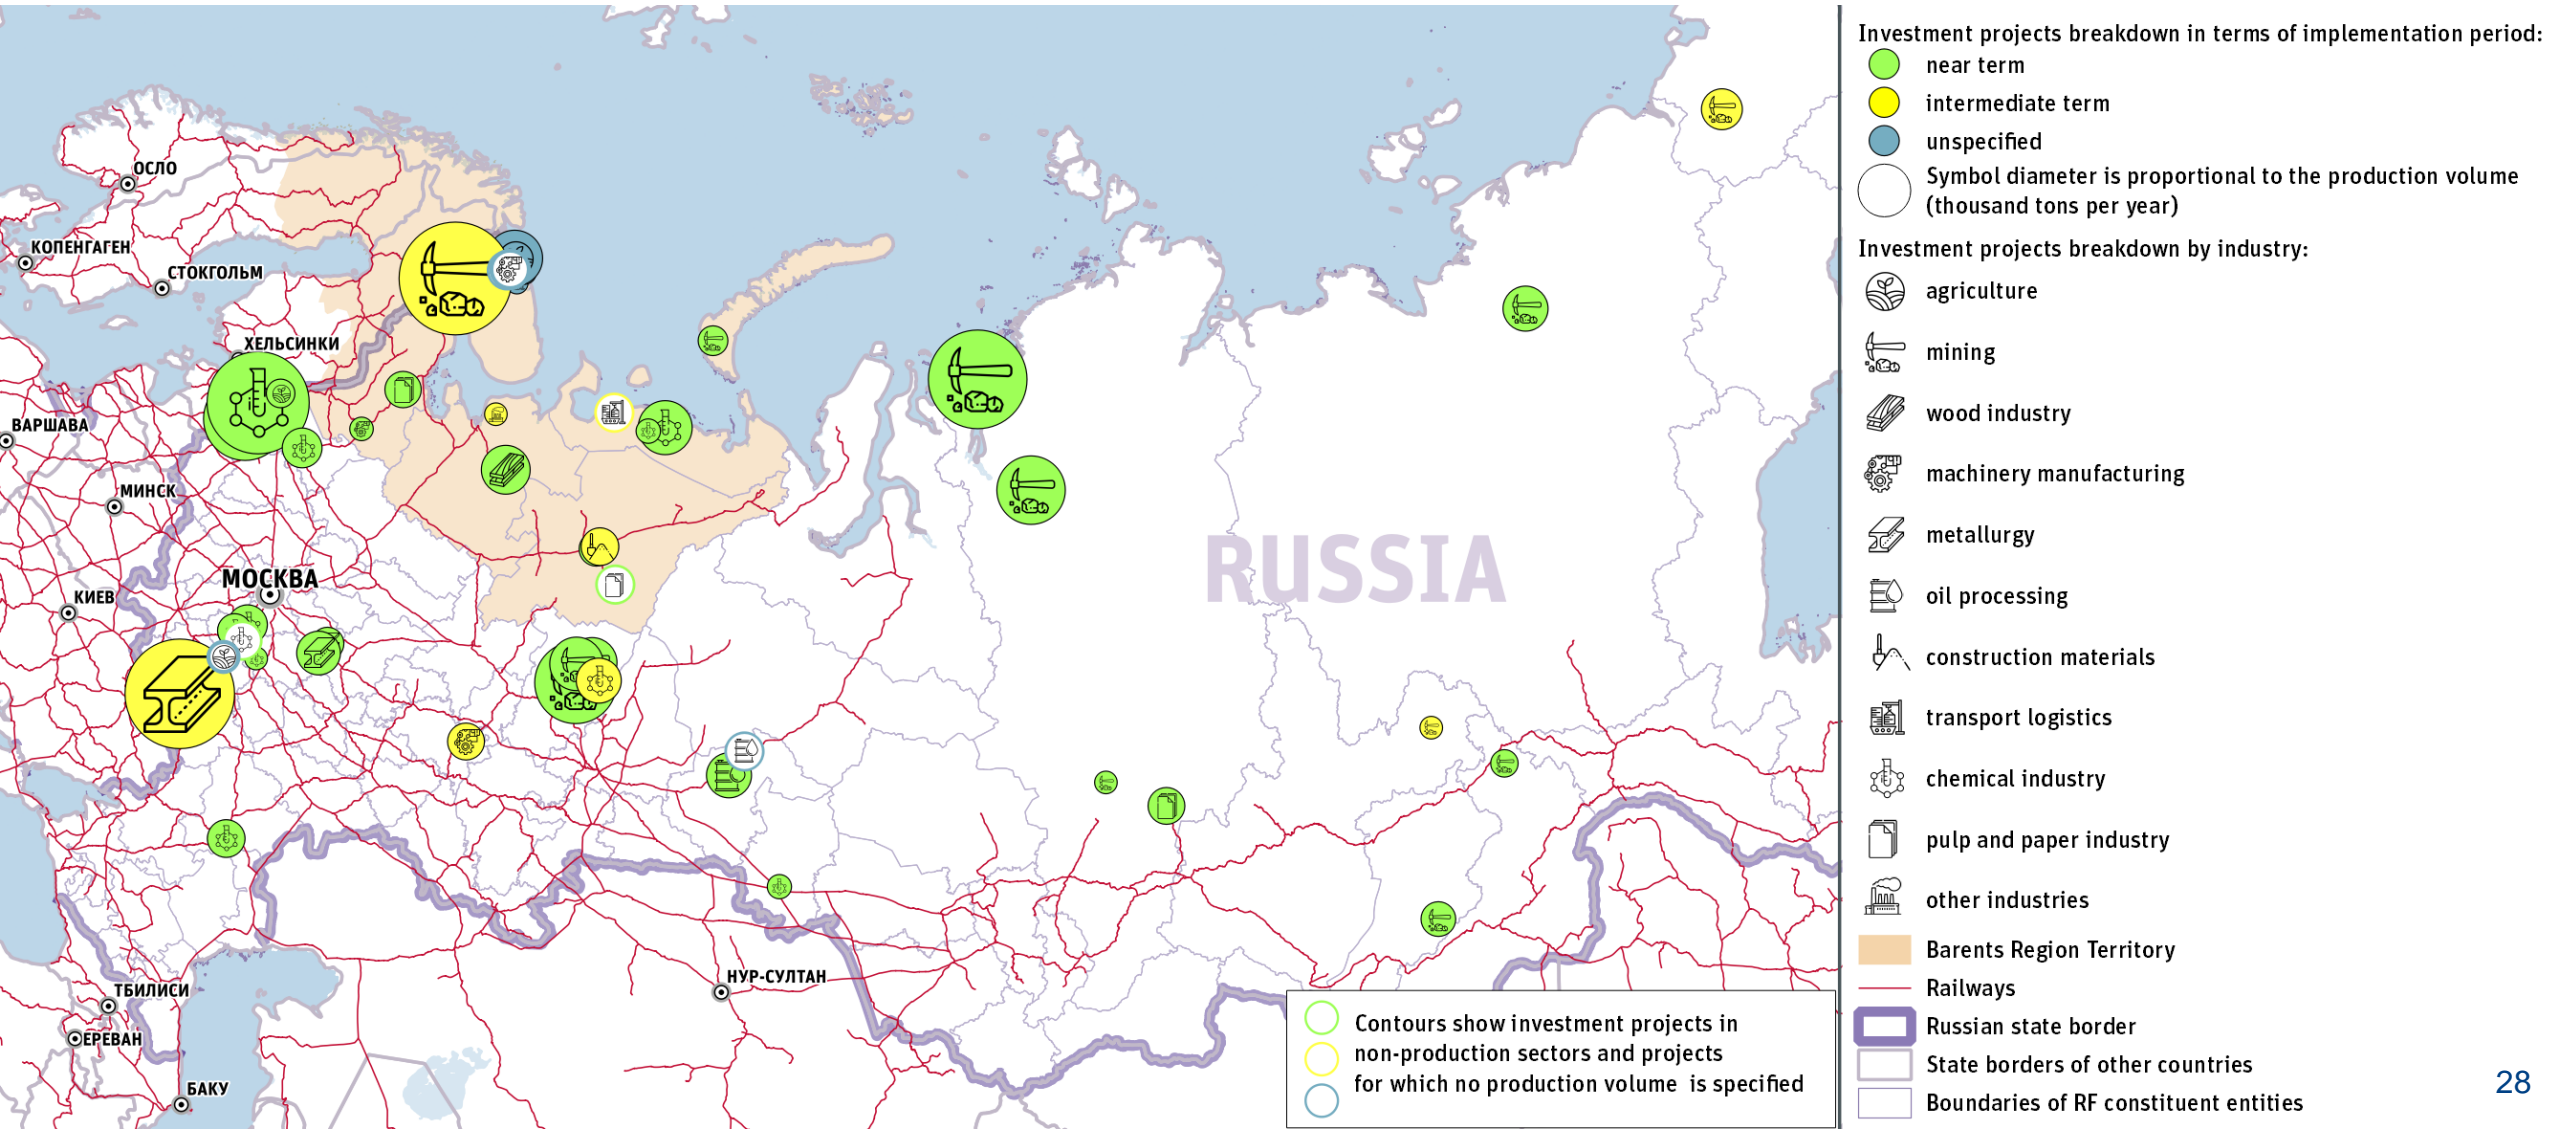 ОСЛО
КОПЕНГАГЕН
СТОКГОЛЬМ
ХЕЛЬСИНКИ
ВАРШАВА
МИНСК
МОСКВА
КИЕВ
RUSSIA
НУР-СУЛТАН
ТБИЛИСИ
ЕРЕВАН
БАКУ
Contours show investment projects in
non-production sectors and projects
for which no production volume is specified
Investment projects breakdown in terms of implementation period:
near term
intermediate term
unspecified
Symbol diameter is proportional to the production volume
(thousand tons per year)
Investment projects breakdown by industry:
agriculture
mining
wood industry
machinery manufacturing
metallurgy
oil processing
construction materials
transport logistics
chemical industry
pulp and paper industry
other industries
Barents Region Territory
Railways
Russian state border
State borders of other countries
Boundaries of RF constituent entities
28